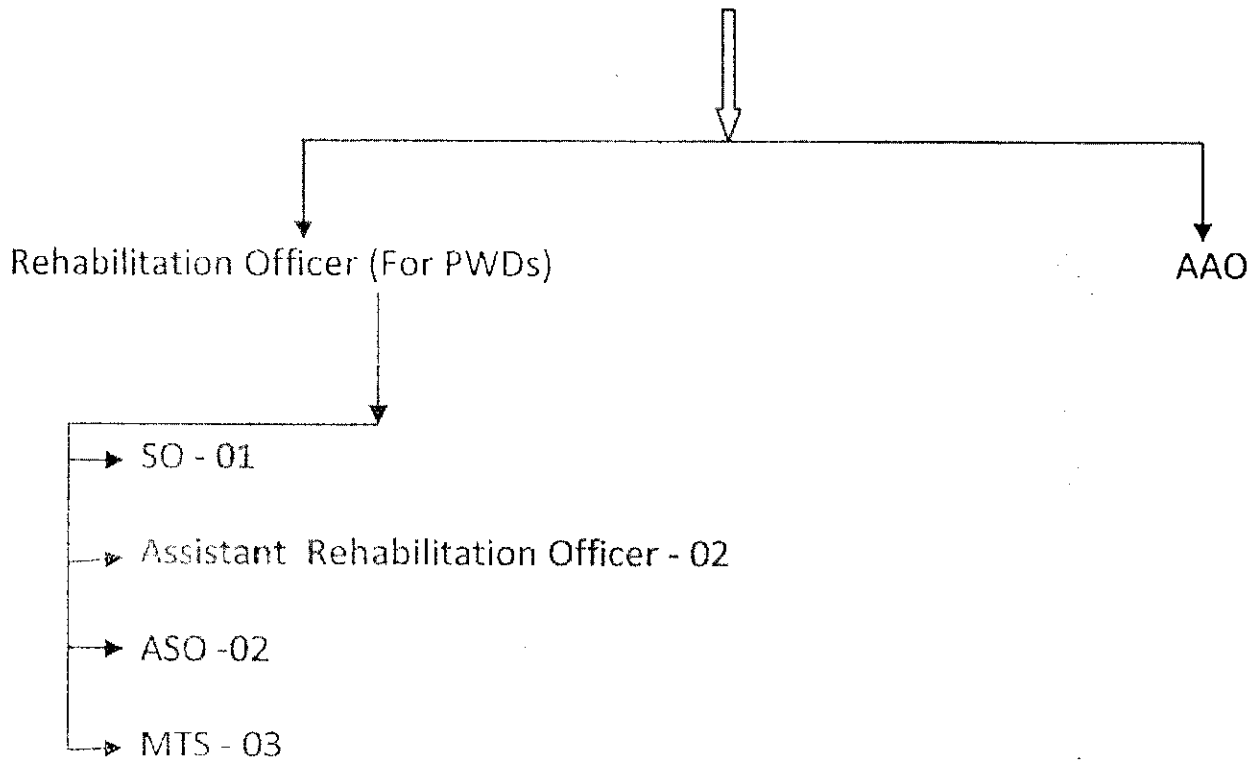 Rehabilitation Officer (For PWDs)
AAO
SO - 01
Assistant Rehabilitation Officer - 02
ASO -02
MTS - 03